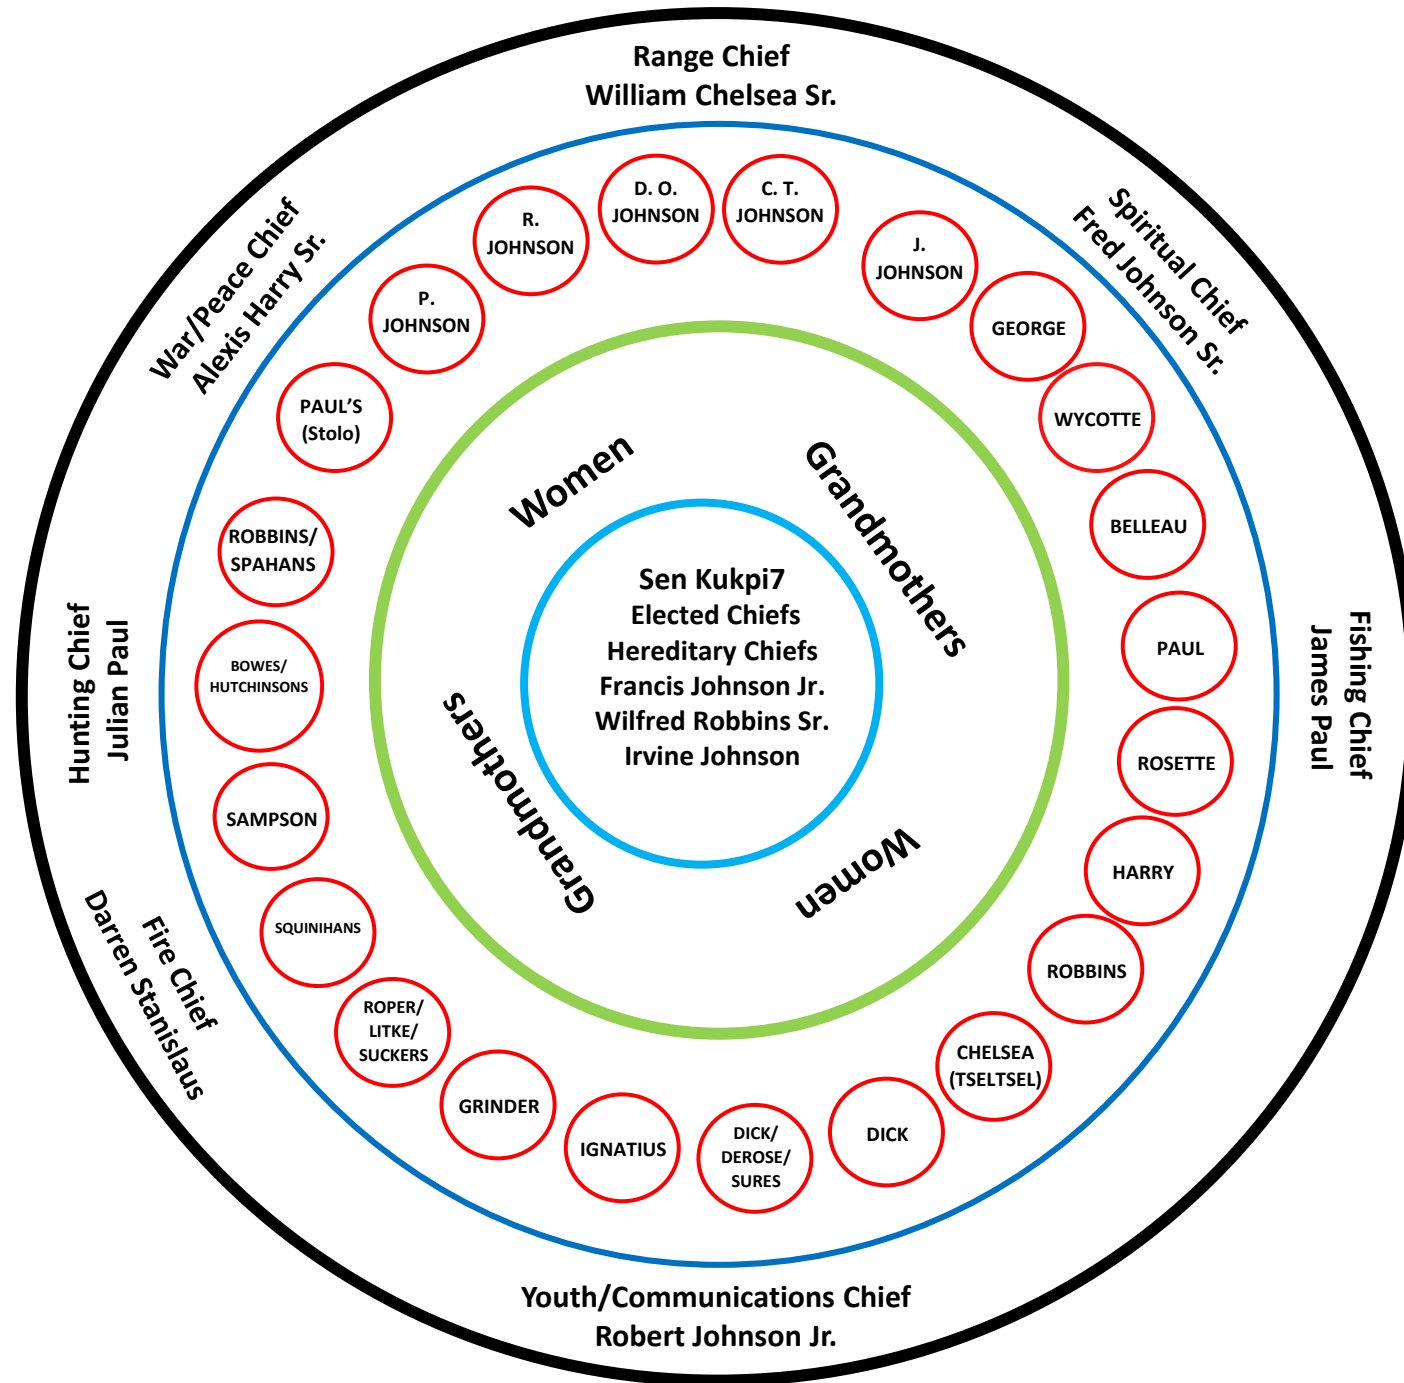 Range Chief
William Chelsea Sr.
Spiritual Chief
Fred Johnson Sr.
Fishing Chief
James Paul
Youth/Communications Chief
Robert Johnson Jr.
Fire Chief
Darren Stanislaus
Hunting Chief
Julian Paul
War/Peace Chief
Alexis Harry Sr.
D. O.
JOHNSON
C. T.
JOHNSON
J.
JOHNSON
GEORGE
WYCOTTE
BELLEAU
PAUL
ROSETTE
HARRY
ROBBINS
CHELSEA
(TSELTSEL)
DICK
DICK/
DEROSE/
SURES
IGNATIUS
GRINDER
ROPER/
LITKE/
SUCKERS
SQUINIHANS
SAMPSON
BOWES/
HUTCHINSONS
ROBBINS/
SPAHANS
PAUL’S
(Stolo)
P.
JOHNSON
R.
JOHNSON
Women
Grandmothers
Women
Grandmothers
Sen Kukpi7
Elected Chiefs
Hereditary Chiefs
Francis Johnson Jr.
Wilfred Robbins Sr.
Irvine Johnson